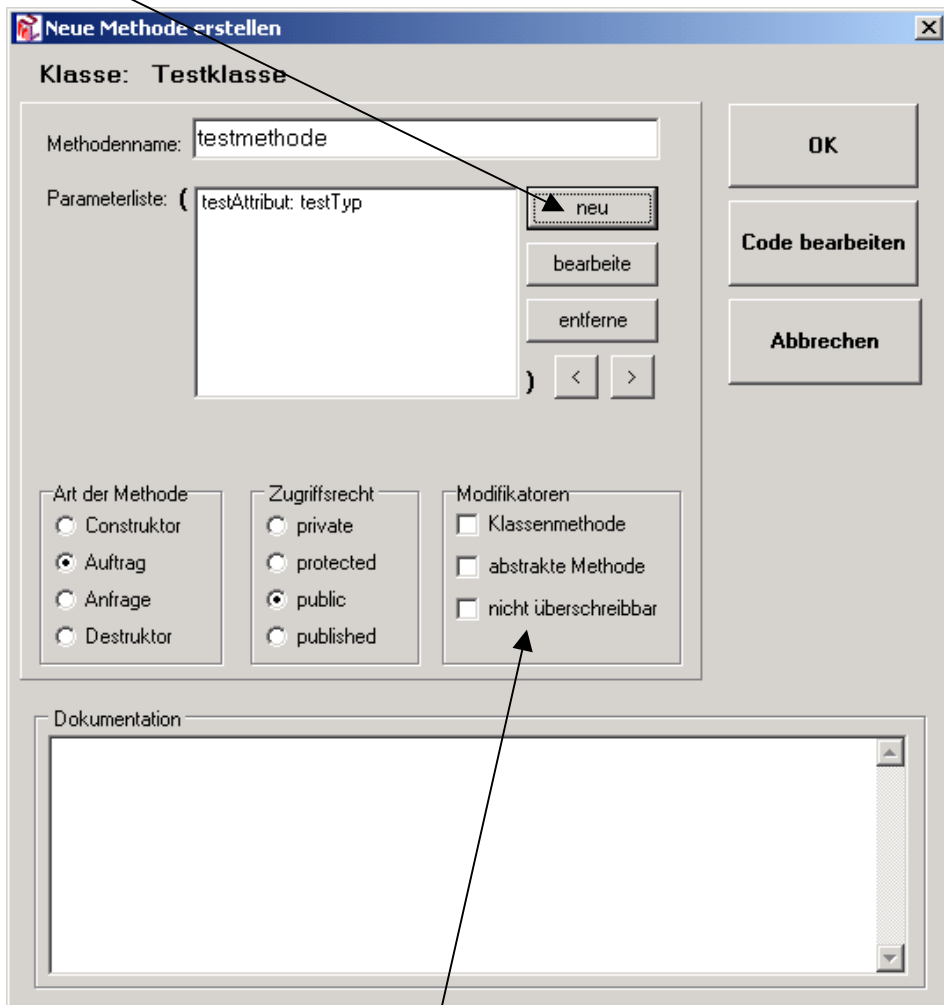 Neue Methode erstellen
Klasse: Testklasse
Methodenname: testmethode
OK
Parameterliste: ( testAttribut: testTyp
neu
Code bearbeiten
bearbeite
entferne
Abbrechen
) < >
Art der Methode Zugriffsrecht Modifikatoren
Construktor private Klassenmethode
Auftrag protected abstrakte Methode
Anfrage public nicht überschreibbar
Destruktor published
Dokumentation